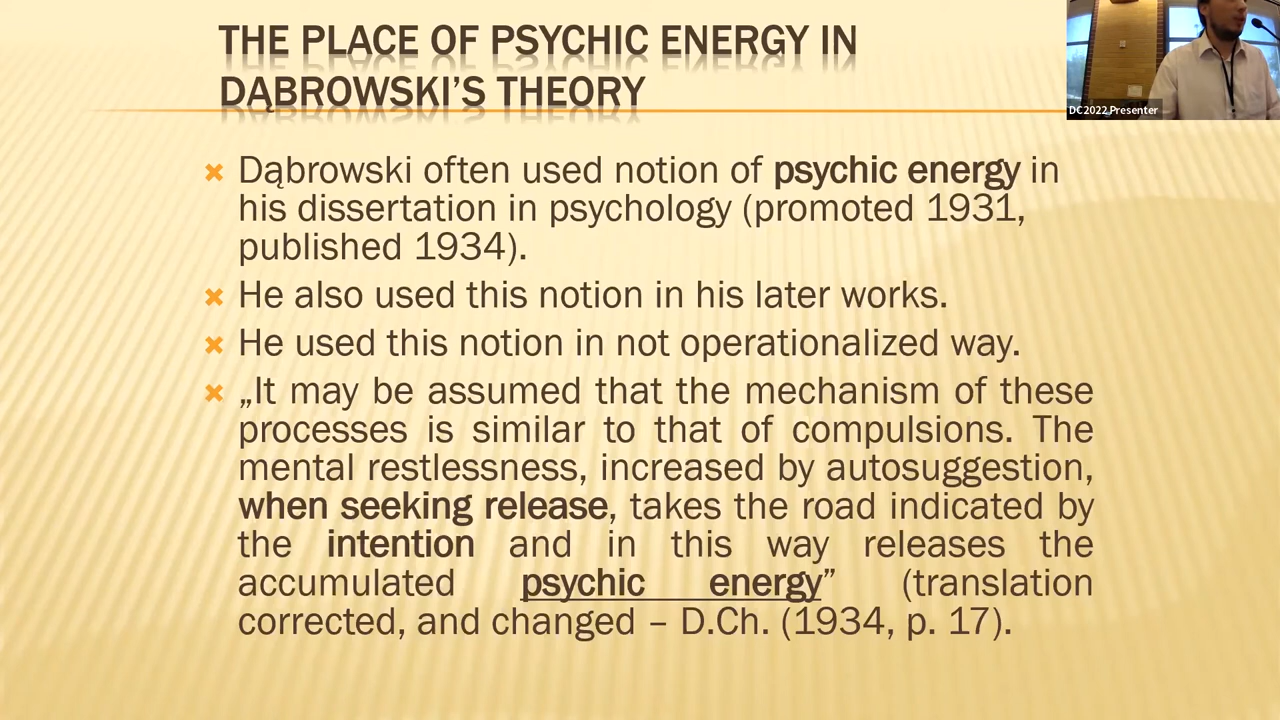 THE PLACE OF PSYCHIC ENERGY IN
DĄBROWSKI'S THEORY
DC2022 Presenter
Dąbrowski often used notion of psychic energy in
his dissertation in psychology (promoted 1931,
published 1934).
He also used this notion in his later works.
He used this notion in not operationalized way.
„It may be assumed that the mechanism of these
processes is similar to that of compulsions. The
mental restlessness, increased by autosuggestion,
when seeking release, takes the road indicated by
the intention and in this way releases the
accumulated psychic energy” (translation
corrected, and changed – D.Ch. (1934, p. 17).